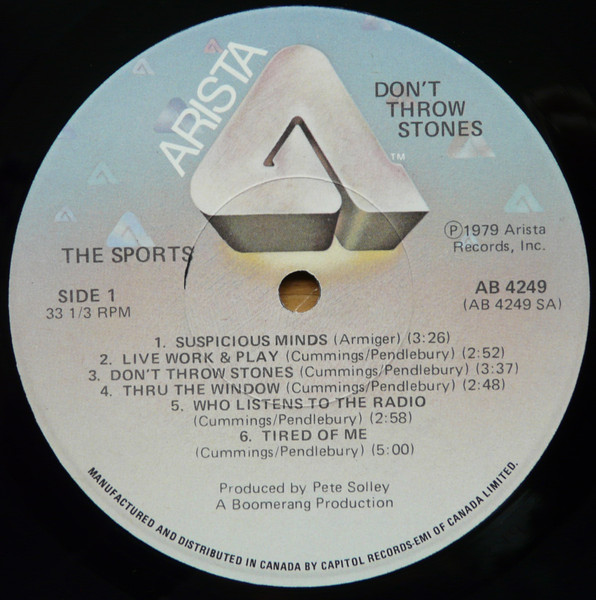 ARISTA
™
DON'T
THROW
STONES
Ⓟ1979 Arista
Records, Inc.
THE SPORTS
SIDE 1
33 1/3 RPM
AB 4249
(AB 4249 SA)
1. SUSPICIOUS MINDS (Armiger) (3:26)
2. LIVE WORK & PLAY (Cummings/Pendlebury) (2:52)
3. DON'T THROW STONES (Cummings/Pendlebury) (3:37)
4. THRU THE WINDOW (Cummings/Pendlebury) (2:48)
5. WHO LISTENS TO THE RADIO
(Cummings/Pendlebury) (2:58)
6. TIRED OF ME
(Cummings/Pendlebury) (5:00)
Produced by Pete Solley
A Boomerang Production
MANUFACTURED AND DISTRIBUTED IN CANADA BY CAPITOL RECORDS-EMI OF CANADA LIMITED.